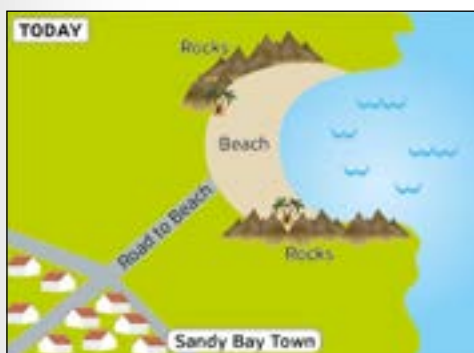 TODAY
Rocks
Beach
Road to Beach
Rocks
Sandy Bay Town